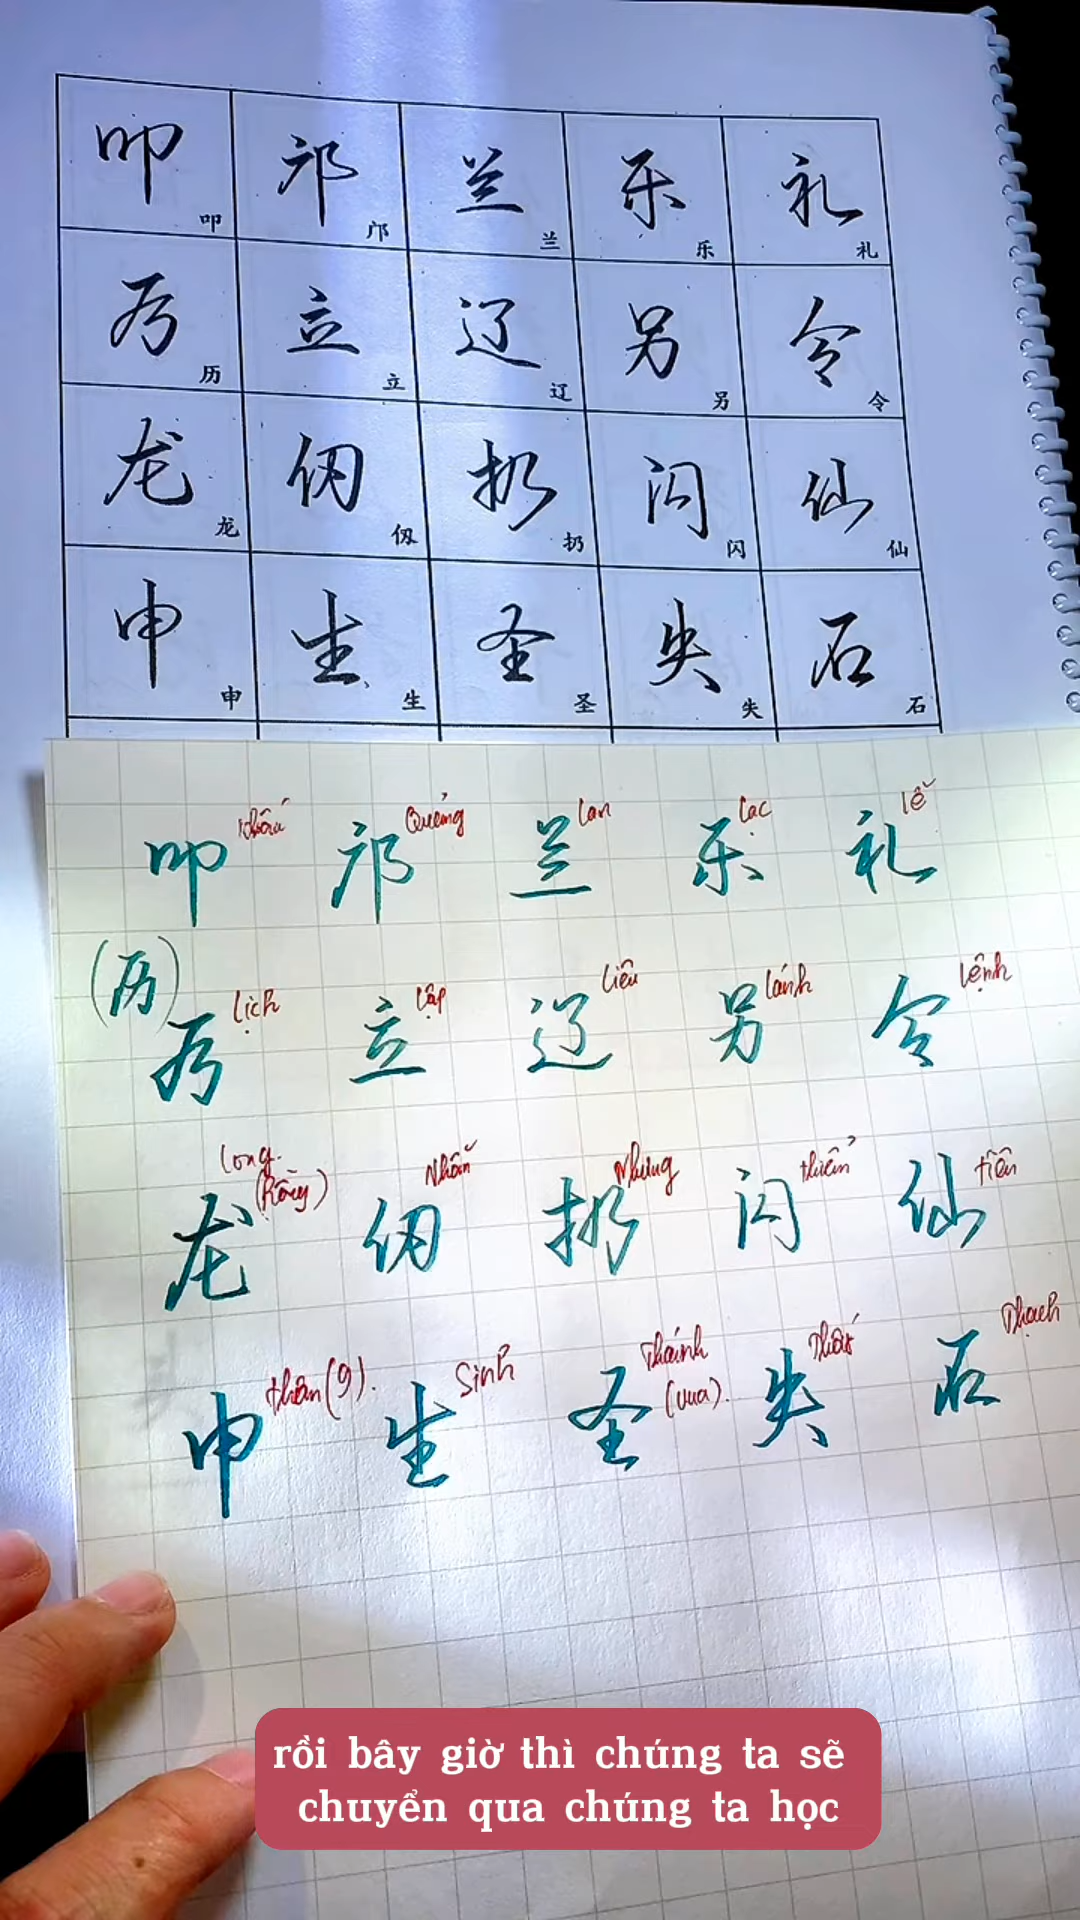 叩 邝 兰 乐 礼
叩 邝 兰 乐 礼
历 立 辽 另 令
历 立 辽 另 令
龙 仞 扔 闪 仙
龙 仞 扔 闪 仙
申 生 圣 失 石
申 生 圣 失 石
khấu Quảng lan lạc lễ
叩 邝 兰 乐 礼
(历) lịch lập liêu lánh lệnh
历 立 辽 另 令
long (Rồng) Nhẫn Nhưng thiểm tiên
龙 仞 扔 闪 仙
thân (9). Sinh Thánh (vua). Thất Thạch
申 生 圣 失 石
rồi bây giờ thì chúng ta sẽ
chuyển qua chúng ta học